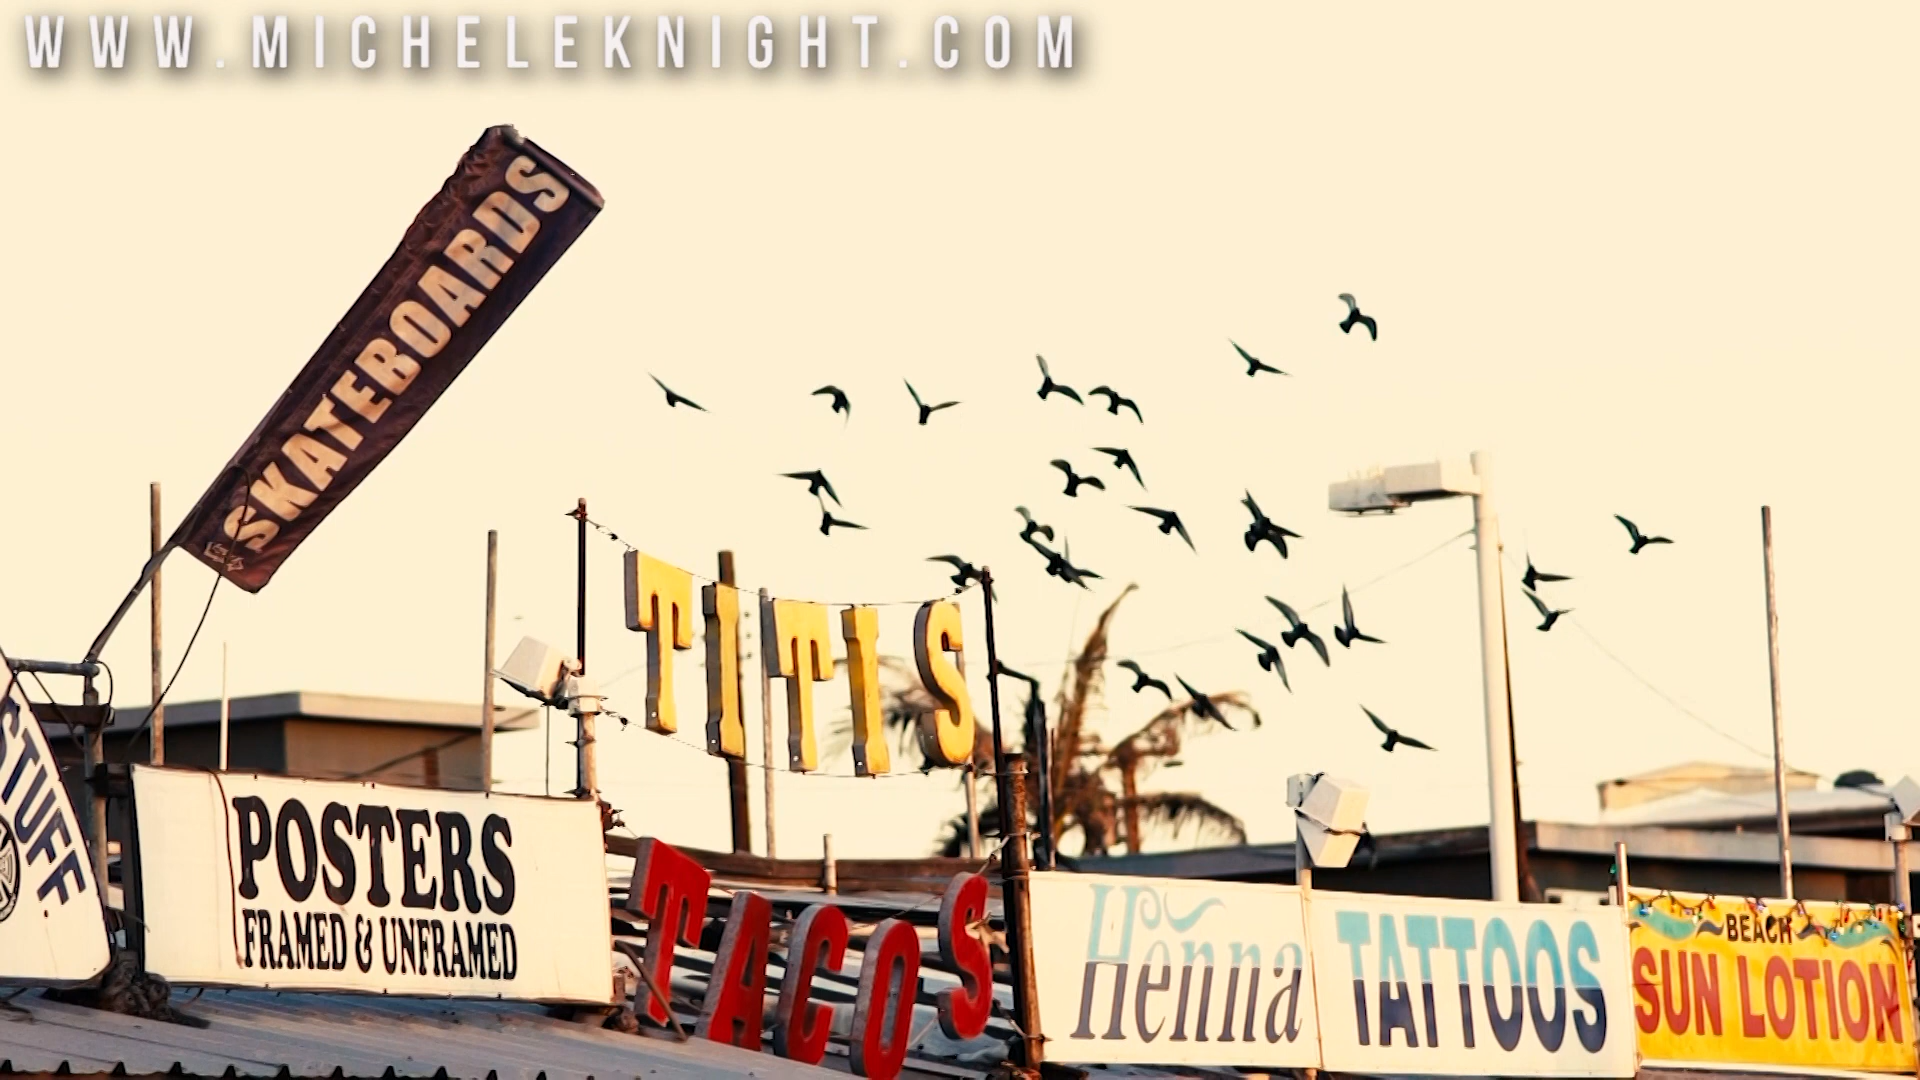 WWW.MICHELEKNIGHT.COM
SKATEBOARDS
TITIS
TACOS
STUFF
POSTERS
FRAMED & UNFRAMED
Henna
TATTOOS
BEACH
SUN LOTION